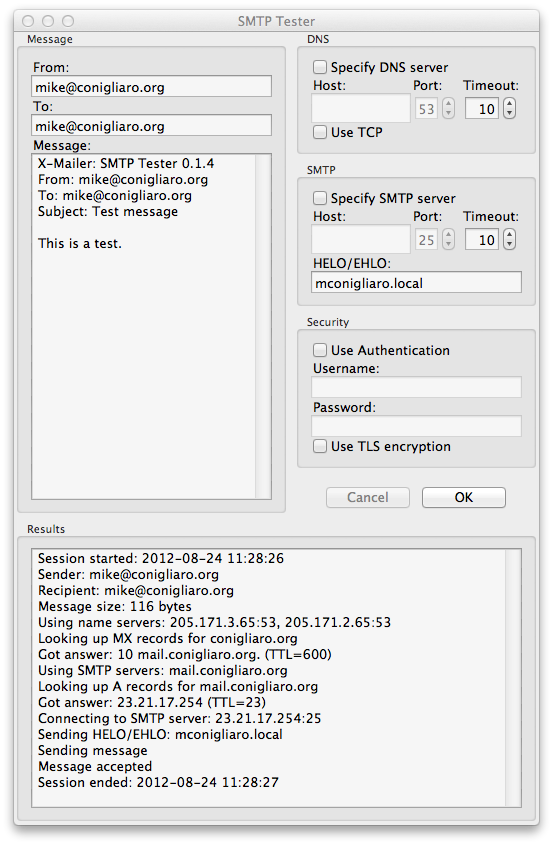 SMTP Tester
Message
From:
mike@conigliaro.org
To:
mike@conigliaro.org
Message:
X-Mailer: SMTP Tester 0.1.4
From: mike@conigliaro.org
To: mike@conigliaro.org
Subject: Test message
This is a test.
DNS
Specify DNS server
Host: Port: Timeout:
53 10
Use TCP
SMTP
Specify SMTP server
Host: Port: Timeout:
25 10
HELO/EHLO:
mconigliaro.local
Security
Use Authentication
Username:
Password:
Use TLS encryption
Cancel OK
Results
Session started: 2012-08-24 11:28:26
Sender: mike@conigliaro.org
Recipient: mike@conigliaro.org
Message size: 116 bytes
Using name servers: 205.171.3.65:53, 205.171.2.65:53
Looking up MX records for conigliaro.org
Got answer: 10 mail.conigliaro.org. (TTL=600)
Using SMTP servers: mail.conigliaro.org
Looking up A records for mail.conigliaro.org
Got answer: 23.21.17.254 (TTL=23)
Connecting to SMTP server: 23.21.17.254:25
Sending HELO/EHLO: mconigliaro.local
Sending message
Message accepted
Session ended: 2012-08-24 11:28:27